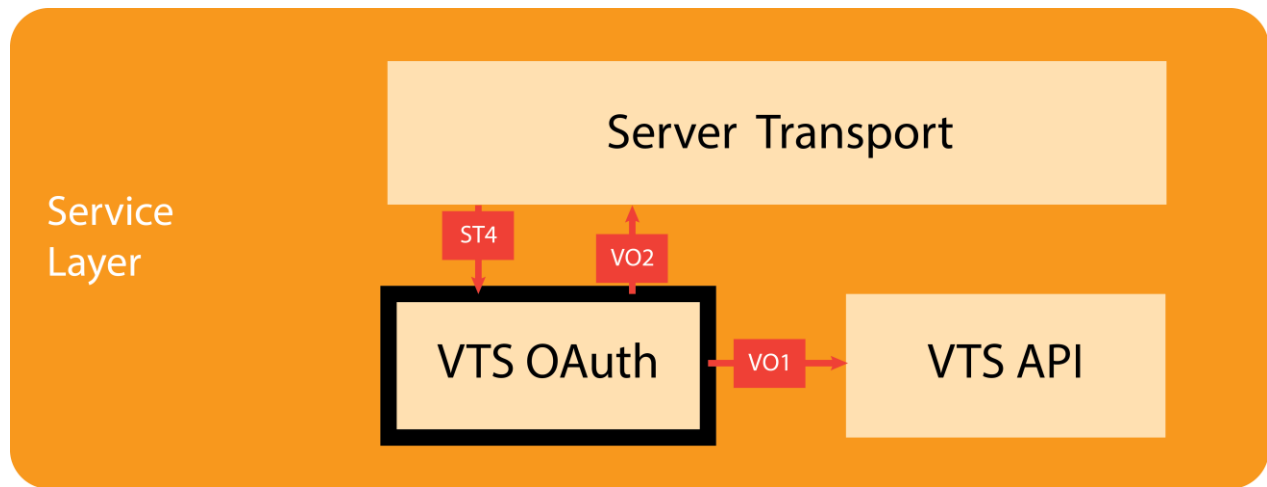 Server Transport
Service
Layer
ST4
VO2
VTS OAuth
VO1
VTS API